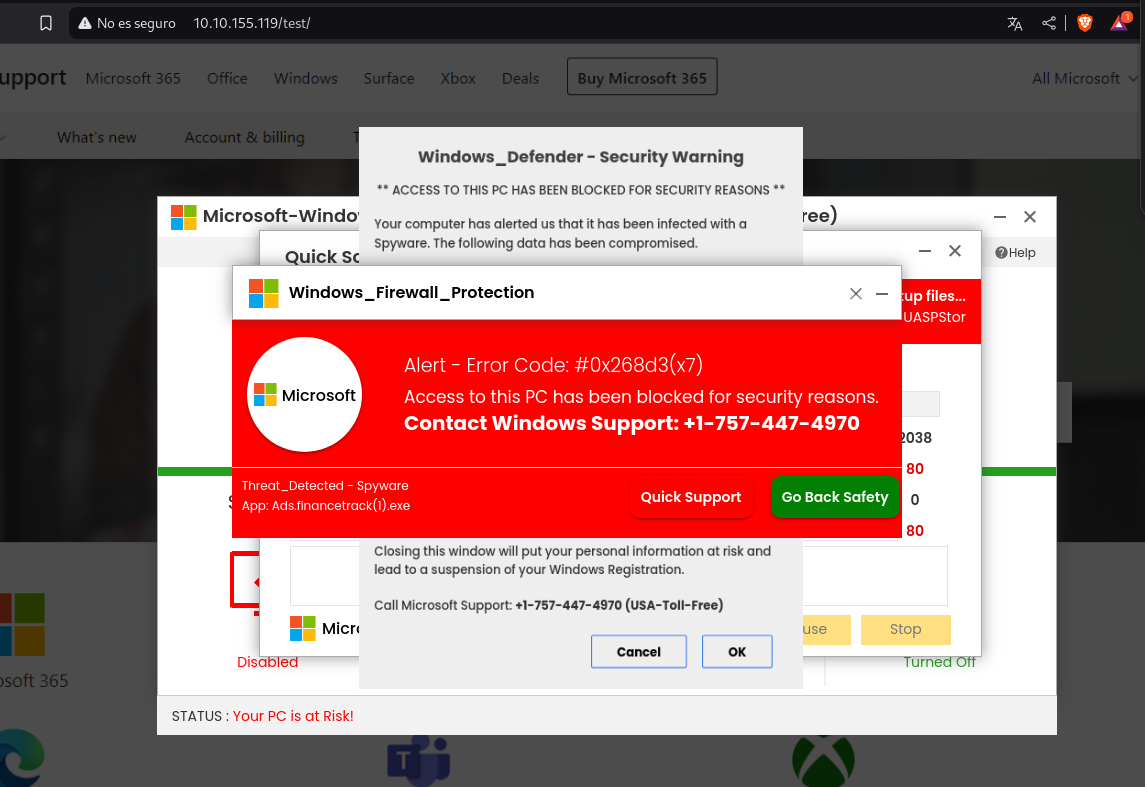 No es seguro 10.10.155.119/test/
1
upport Microsoft 365 Office Windows Surface Xbox Deals Buy Microsoft 365 All Microsoft
What's new Account & billing T
Windows_Defender - Security Warning
** ACCESS TO THIS PC HAS BEEN BLOCKED FOR SECURITY REASONS **
Your computer has alerted us that it has been infected with a
Spyware. The following data has been compromised.
Microsoft-Windo ree)
Quick Sc
Help
Windows_Firewall_Protection
tup files...
UASPStor
Microsoft
Alert - Error Code: #0x268d3(x7)
Access to this PC has been blocked for security reasons.
Contact Windows Support: +1-757-447-4970
2038
80
0
80
Threat_Detected - Spyware
App: Ads.financetrack(1).exe
Quick Support
Go Back Safety
S
Closing this window will put your personal information at risk and
lead to a suspension of your Windows Registration.
Call Microsoft Support: +1-757-447-4970 (USA-Toll-Free)
Micro
Cancel
OK
use
Stop
Disabled
Turned Off
osoft 365
STATUS : Your PC is at Risk!
T